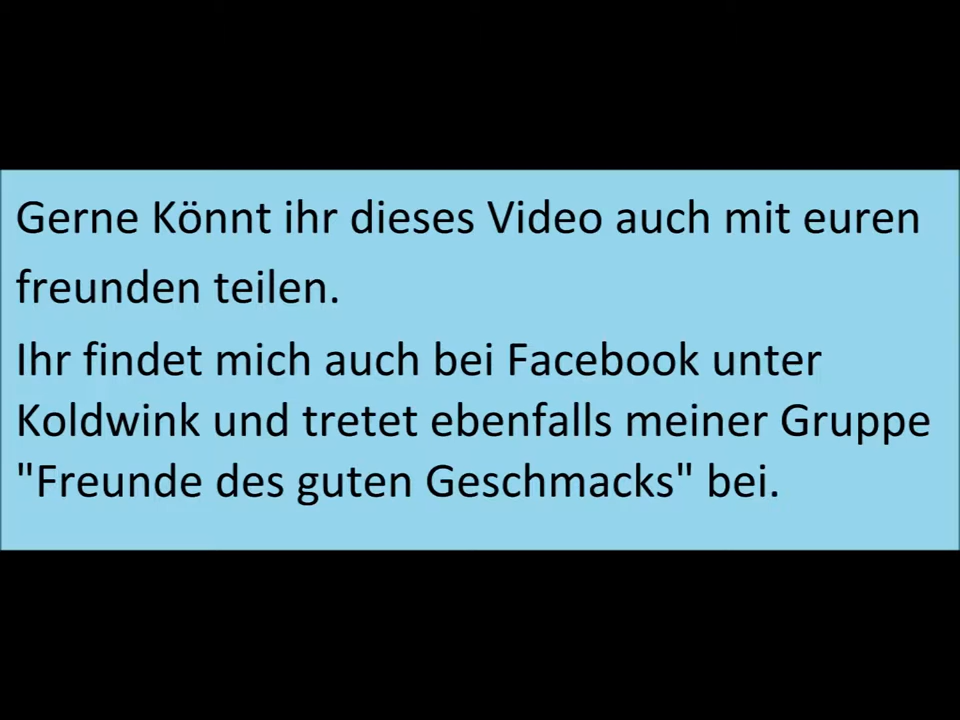 Gerne Könnt ihr dieses Video auch mit euren
freunden teilen.
Ihr findet mich auch bei Facebook unter
Koldwink und tretet ebenfalls meiner Gruppe
"Freunde des guten Geschmacks" bei.